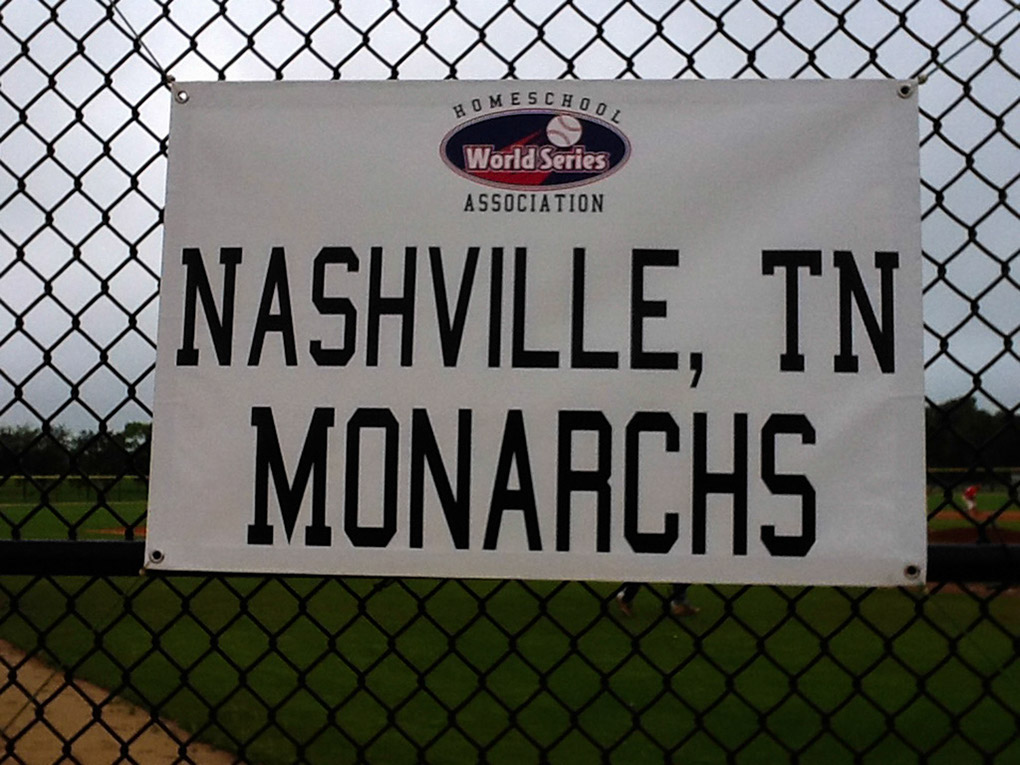 HOMESCHOOL
World Series
ASSOCIATION
NASHVILLE, TN
MONARCHS